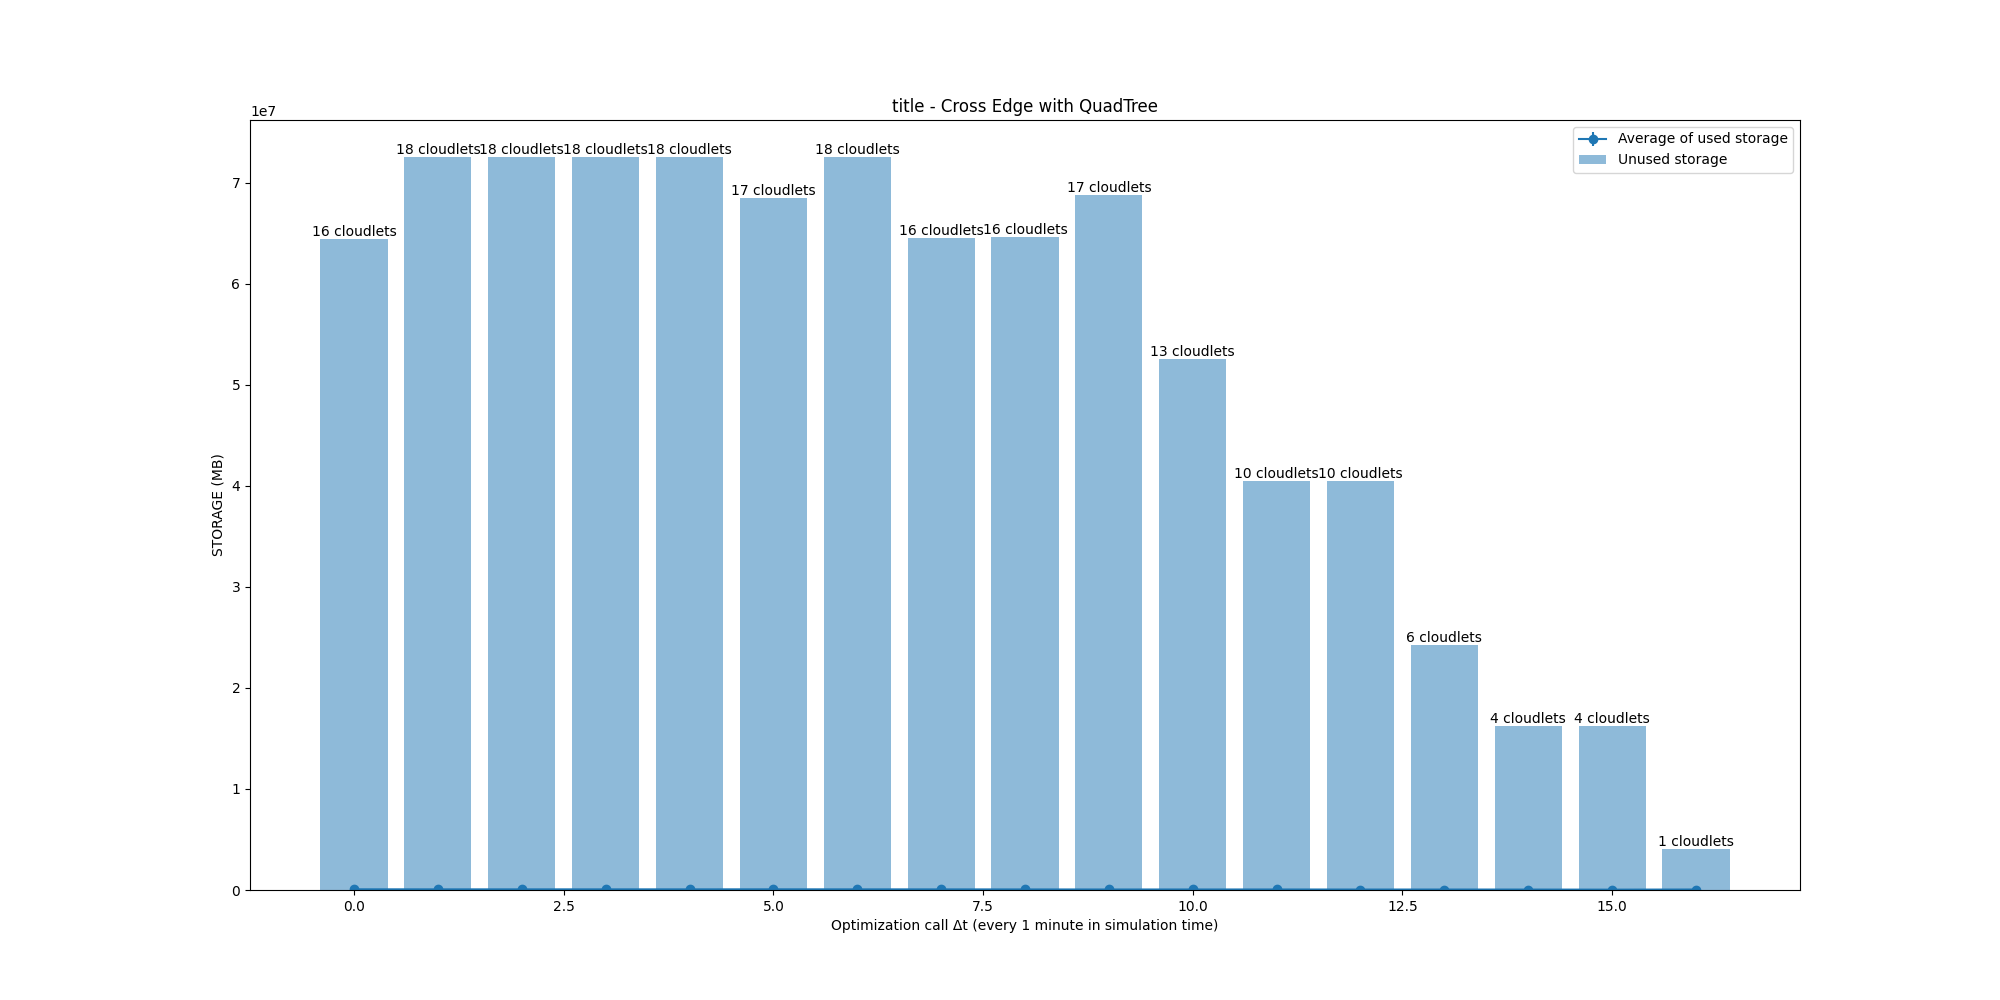 title - Cross Edge with QuadTree
1e7
Average of used storage
Unused storage
18 cloudlets 18 cloudlets 18 cloudlets 18 cloudlets 18 cloudlets
17 cloudlets 17 cloudlets
16 cloudlets 16 cloudlets 16 cloudlets
13 cloudlets
10 cloudlets 10 cloudlets
6 cloudlets
4 cloudlets 4 cloudlets
1 cloudlets
7
6
5
4
3
2
1
0
STORAGE (MB)
0.0 2.5 5.0 7.5 10.0 12.5 15.0
Optimization call Δt (every 1 minute in simulation time)